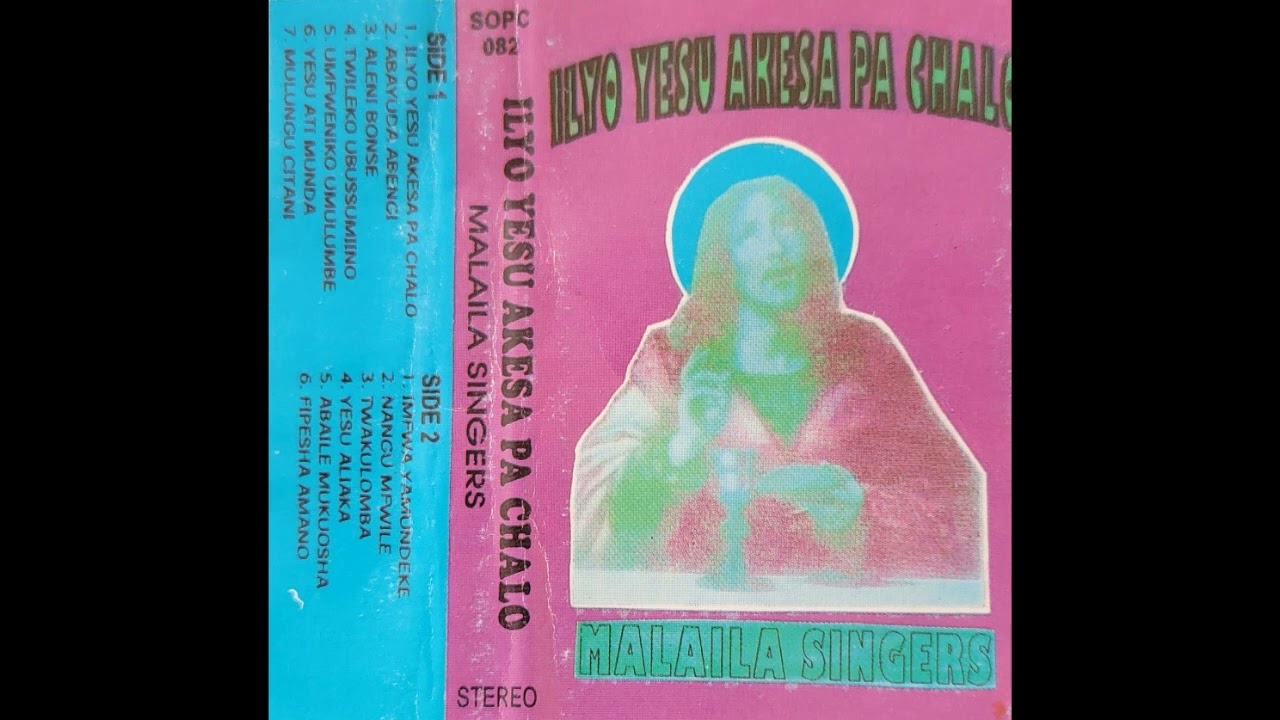 SIDE 1
1. ILYO YESU AKESA PA CHALO
2. ABAYUDA ABENGI
3. ALENI BONSE
4. TWILEKO UBUSSUMIINO
5. UMFWENIKO UMULUMBE
6. YESU ATI MUNDA
7. MULUNGU CITANI
SIDE 2
1. IMFWA YAMUNDEKE
2. NANGU MFWILE
3. TWAKULOMBA
4. YESU ALIAKA
5. ABAILE MUKUOSHA
6. FIPESHA AMANO
SOPC
082
ILYO YESU AKESA PA CHALO
MALAILA SINGERS
STEREO
IILYO YESU AKESA PA CHALO
MALAILA SINGERS